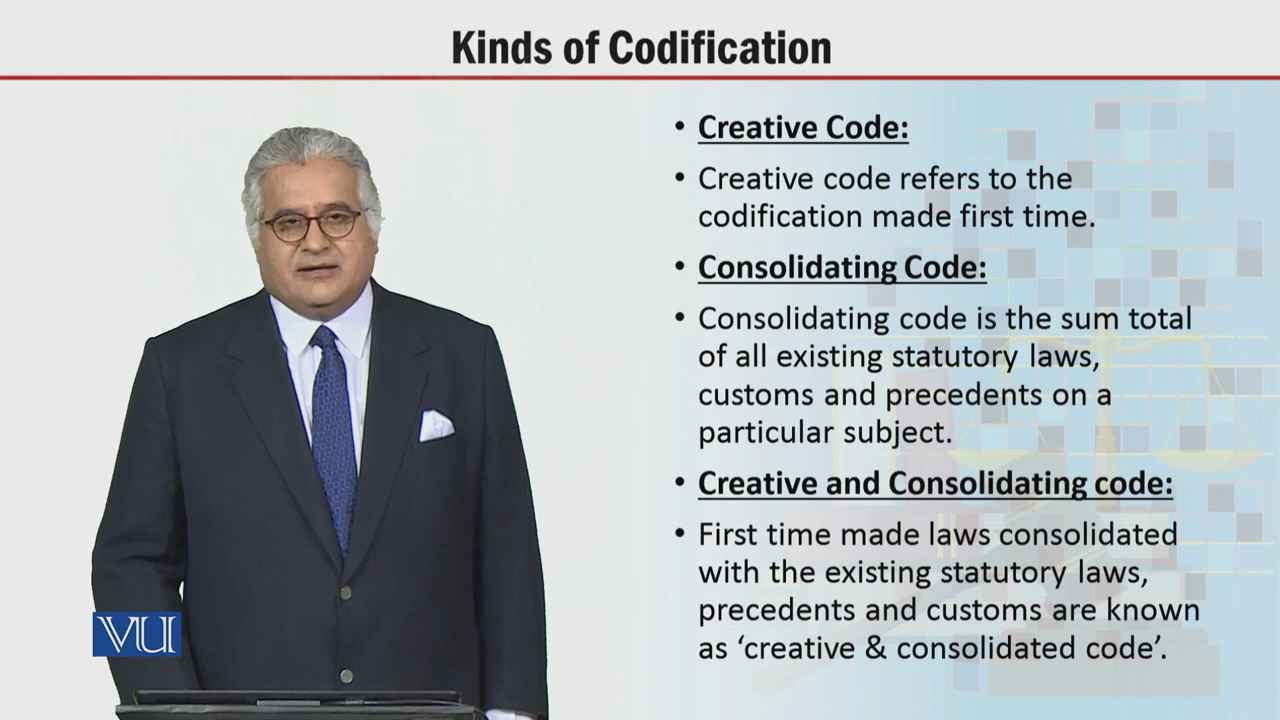 Kinds of Codification
• Creative Code:
• Creative code refers to the
codification made first time.
• Consolidating Code:
• Consolidating code is the sum total
of all existing statutory laws,
customs and precedents on a
particular subject.
• Creative and Consolidating code:
• First time made laws consolidated
with the existing statutory laws,
precedents and customs are known
as ‘creative & consolidated code’.
VU